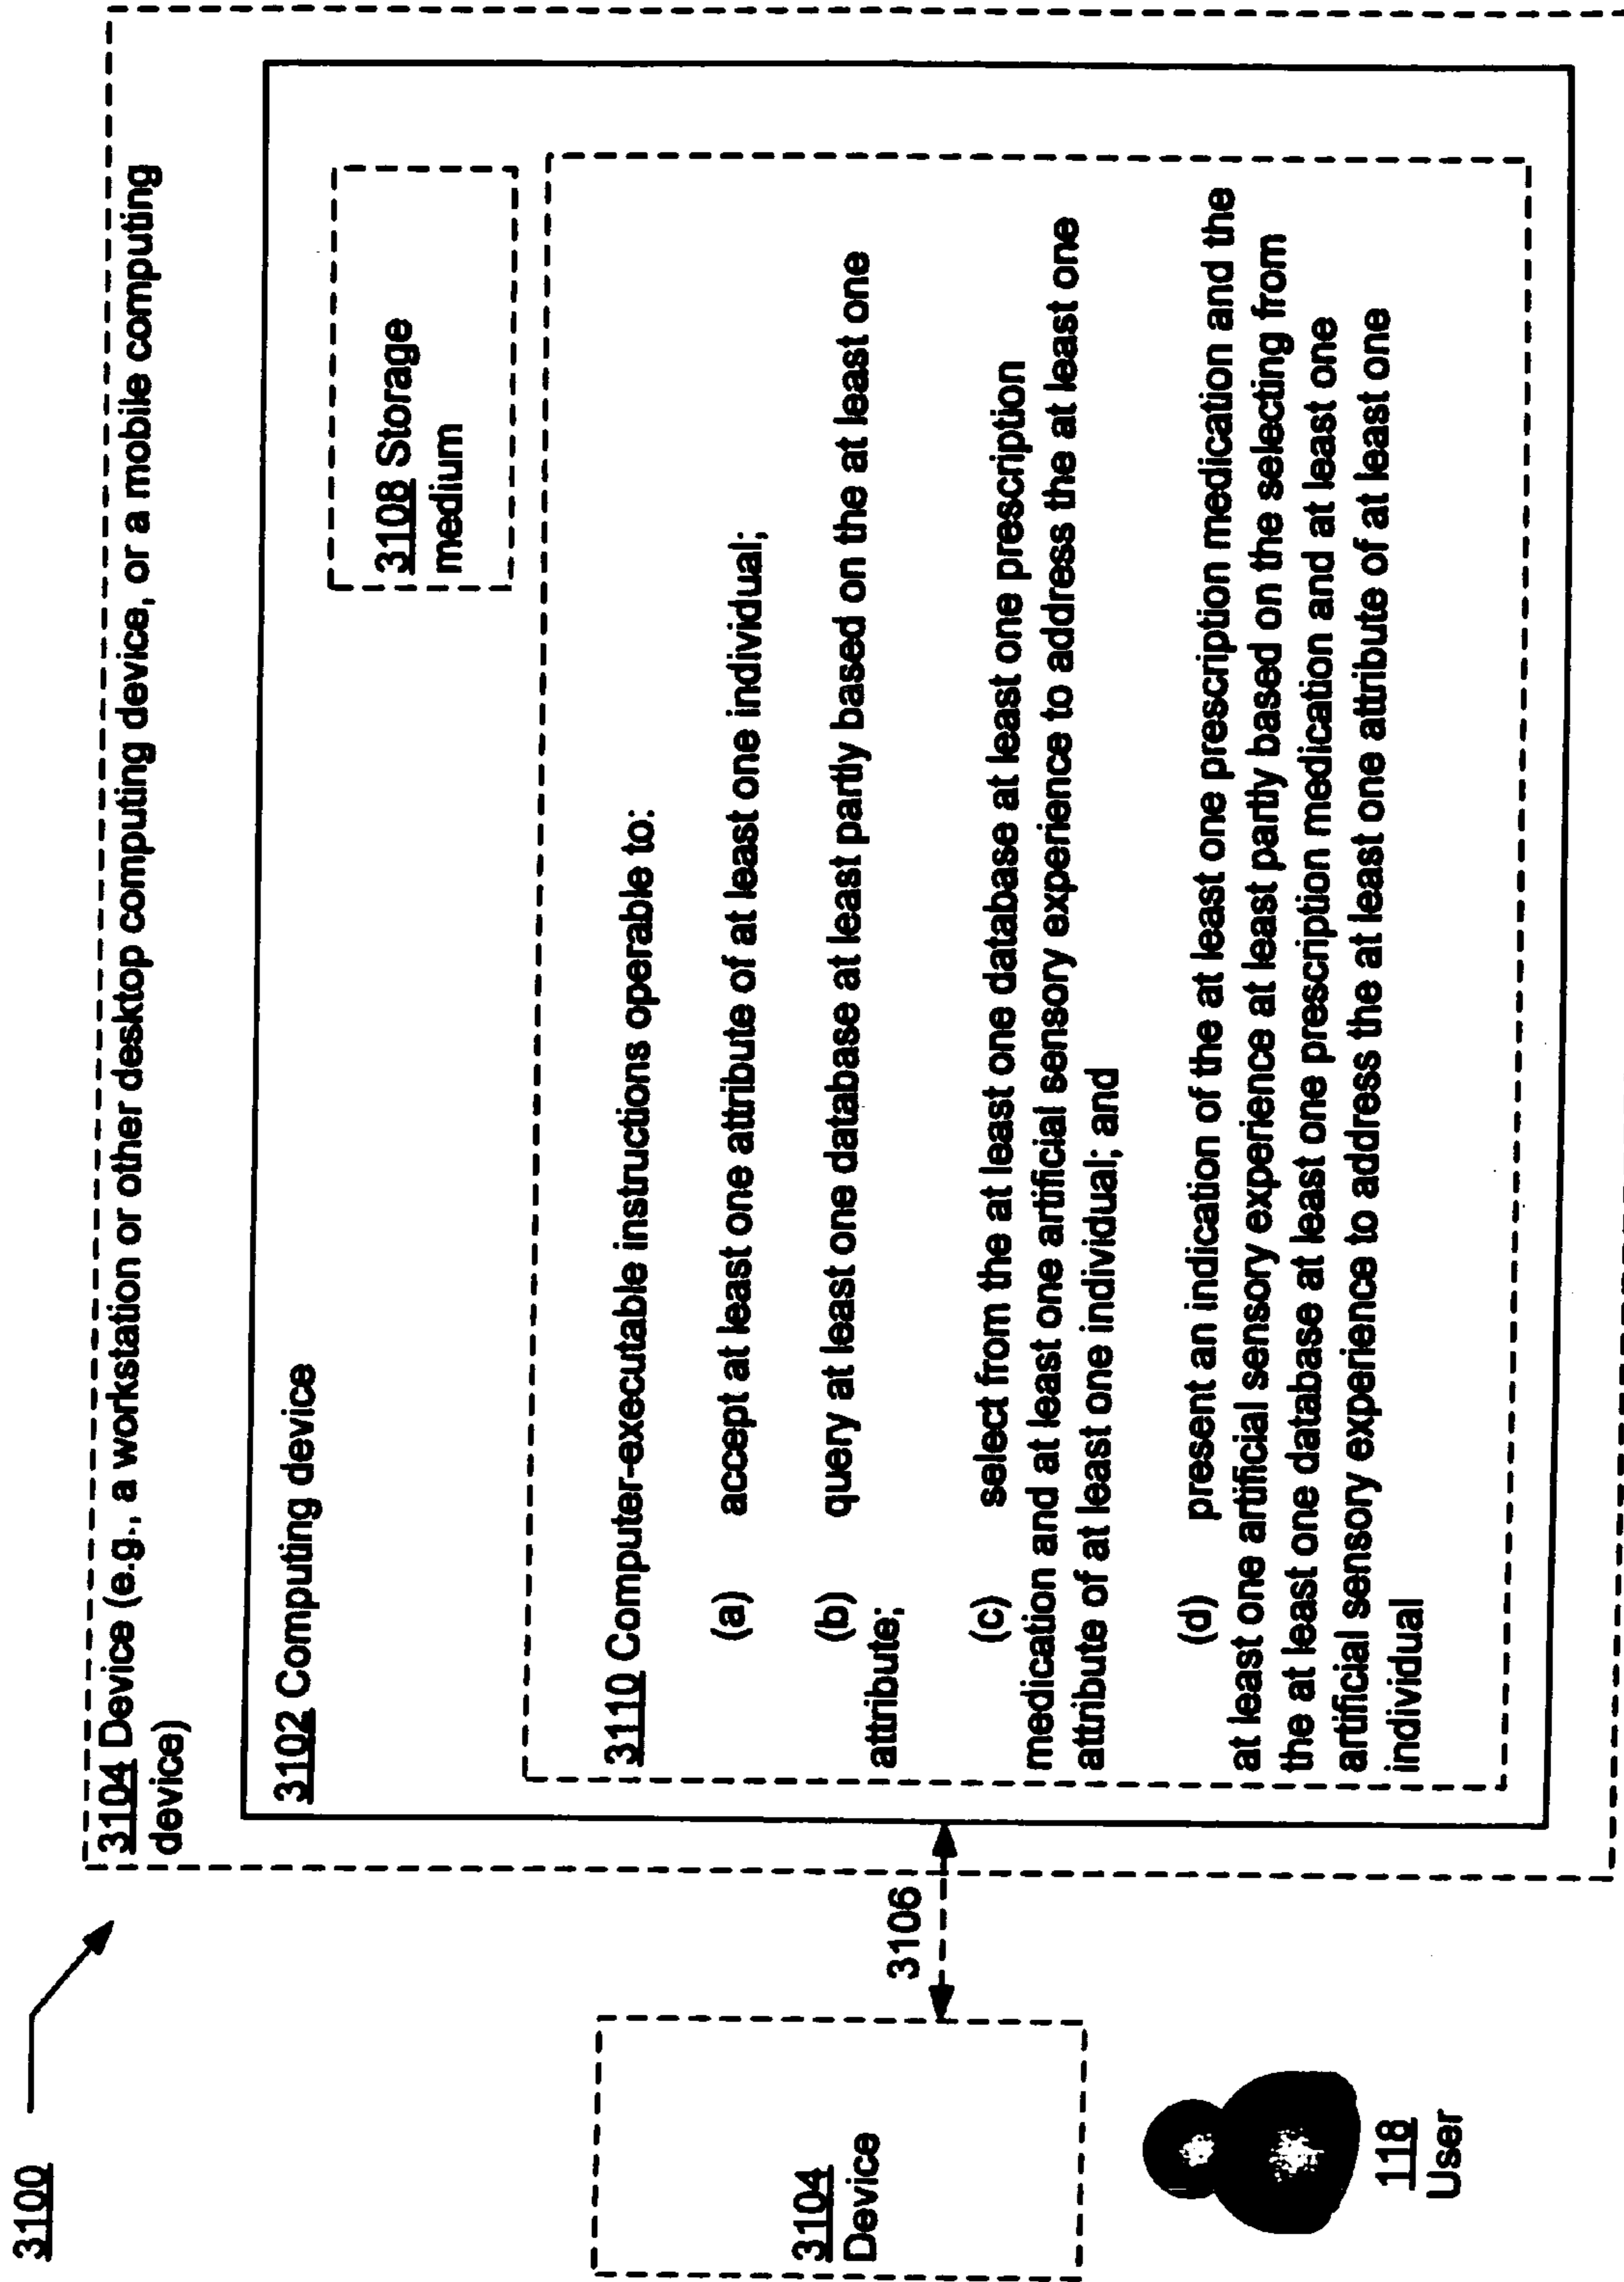 3100
3104 Device (e.g., a workstation or other desktop computing device, or a mobile computing
device)
3102 Computing device
3108 Storage
medium
3110 Computer-executable instructions operable to:
(a) accept at least one attribute of at least one individual;
(b) query at least one database at least partly based on the at least one
attribute;
(c) select from the at least one database at least one prescription
medication and at least one artificial sensory experience to address the at least one
attribute of at least one individual; and
(d) present an indication of the at least one prescription medication and the
at least one artificial sensory experience at least partly based on the selecting from
the at least one database at least one prescription medication and at least one
artificial sensory experience to address the at least one attribute of at least one
individual
3106
3104
Device
118
User